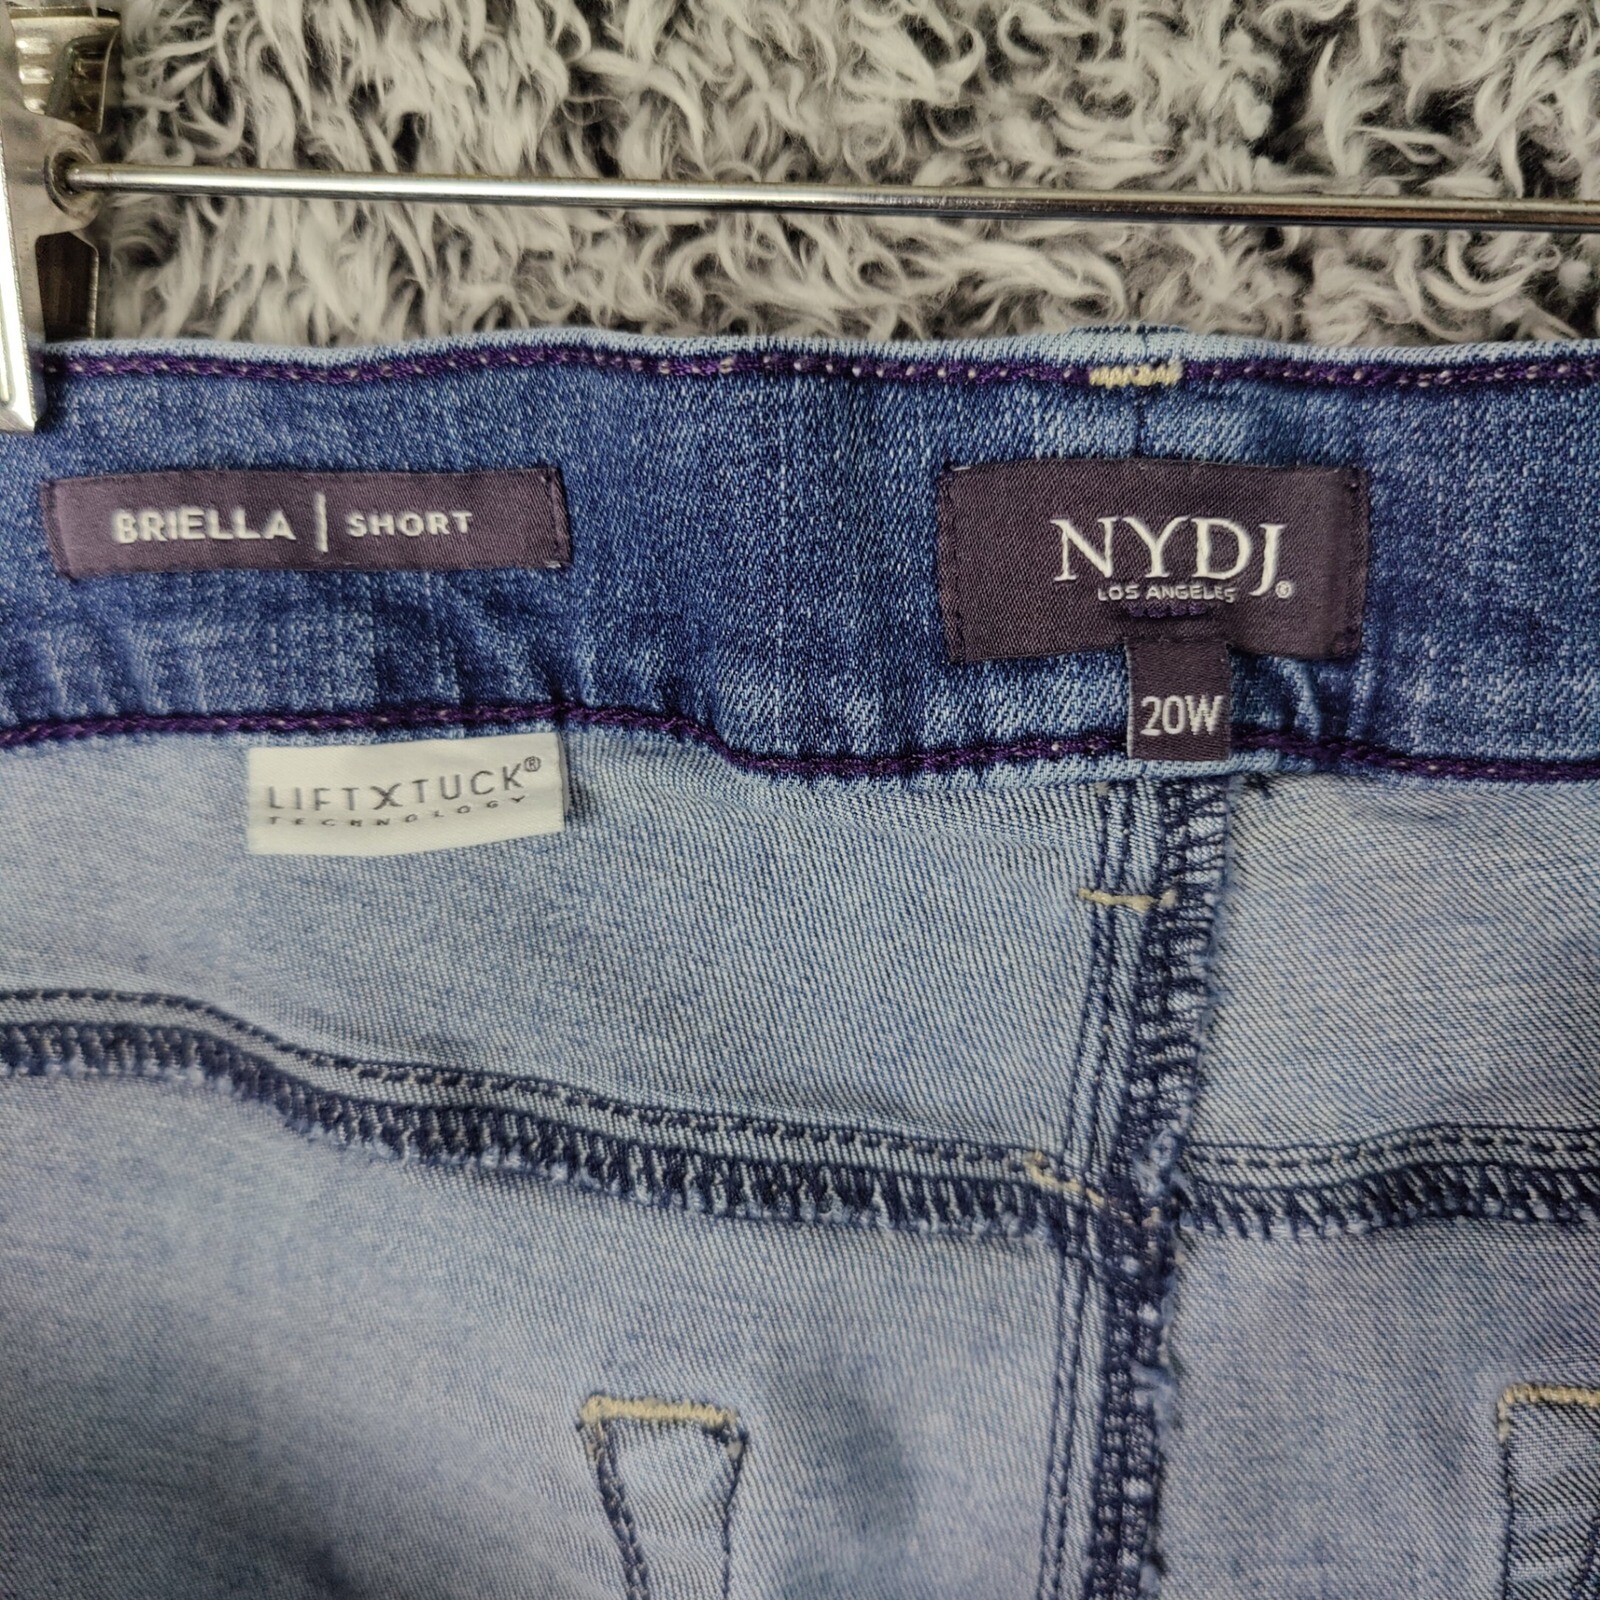 BRIELLA | SHORT
NYDJ®
LOS ANGELES
20W
LIFTXTUCK®
TECHNOLOGY